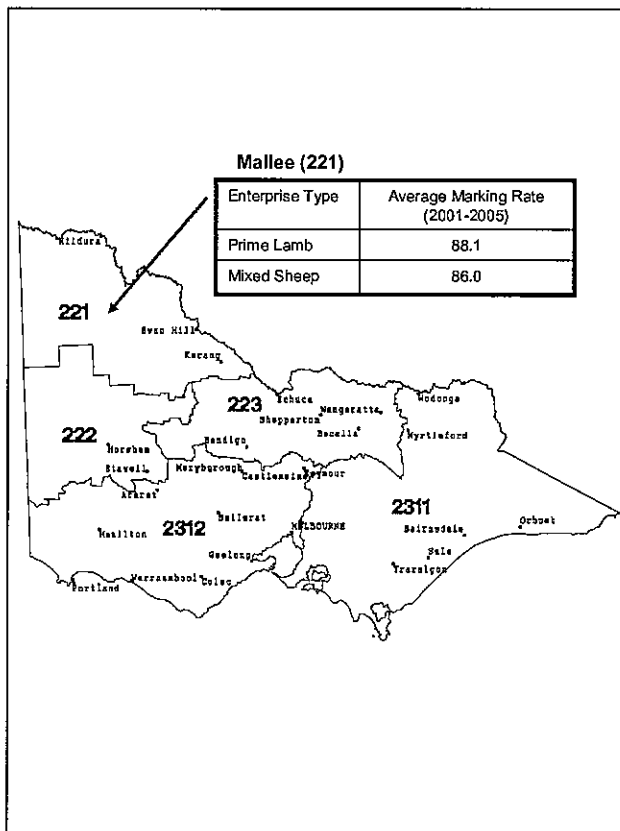 Mallee (221)
Enterprise Type
Average Marking Rate
(2001-2005)
Prime Lamb
88.1
Mixed Sheep
86.0
Mildura
221
Swan Hill
Kerang
Echuca
Wodonga
223
Wangaratta
Shepparton
222
Benalla
Myrtleford
Horsham
Bendigo
Stawell
Maryborough
Castlemaine
Seymour
Ararat
2311
Ballarat
Orbost
Hamilton
2312
MELBOURNE
Bairnsdale
Geelong
Sale
Traralgon
Portland
Warrnambool
Colac